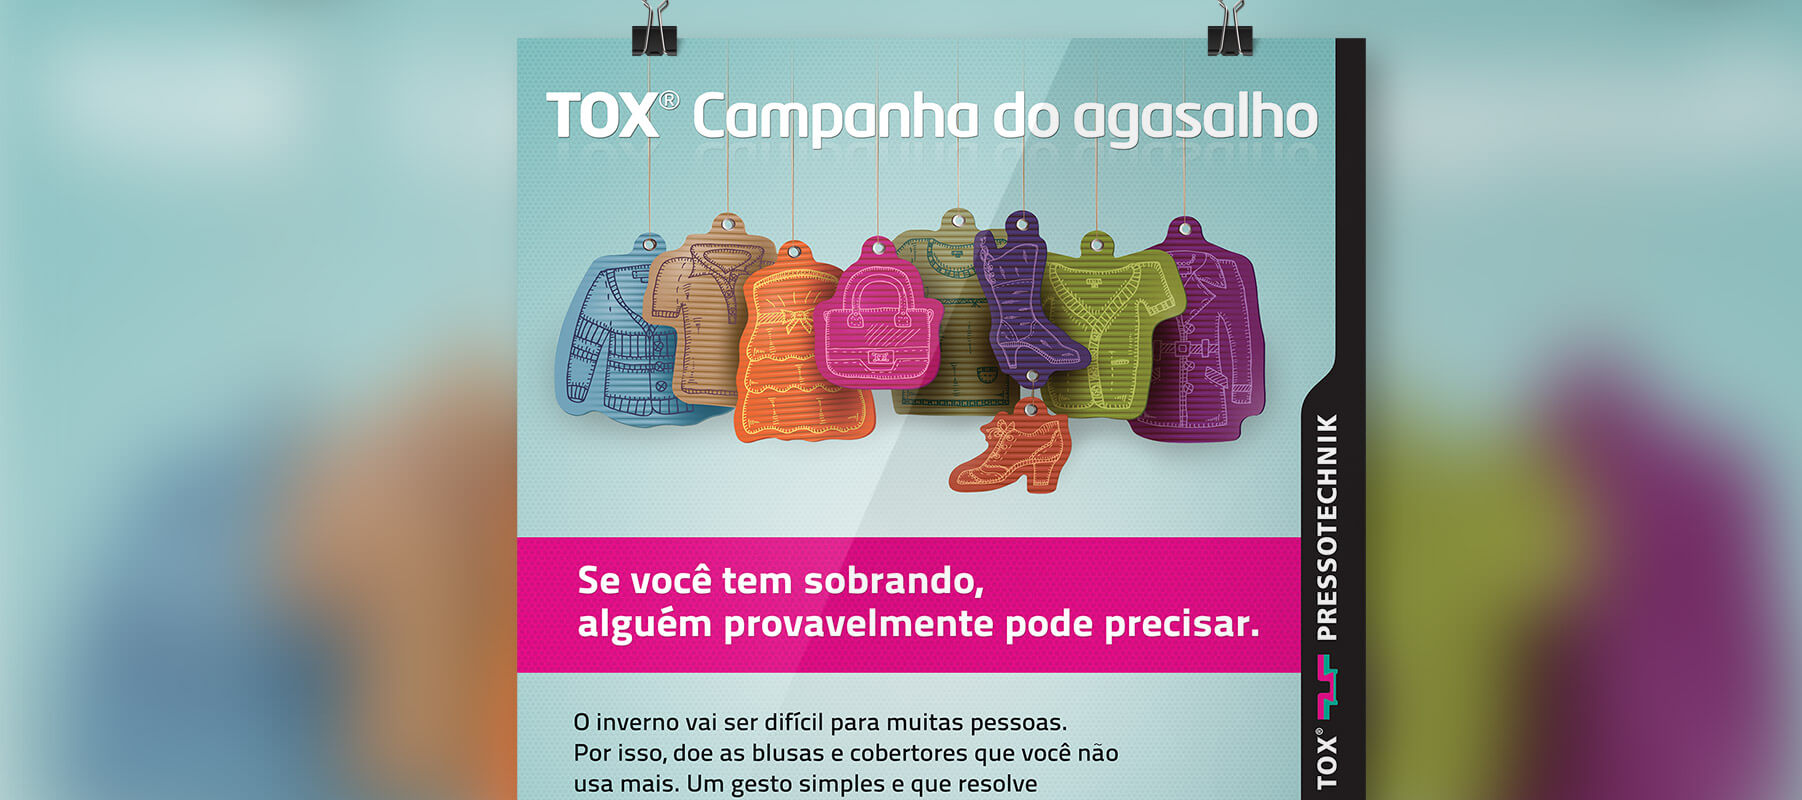 TOX® Campanha do agasalho
Se você tem sobrando,
alguém provavelmente pode precisar.
O inverno vai ser difícil para muitas pessoas.
Por isso, doe as blusas e cobertores que você não
usa mais. Um gesto simples e que resolve
TOX® PRESSOTECHNIK